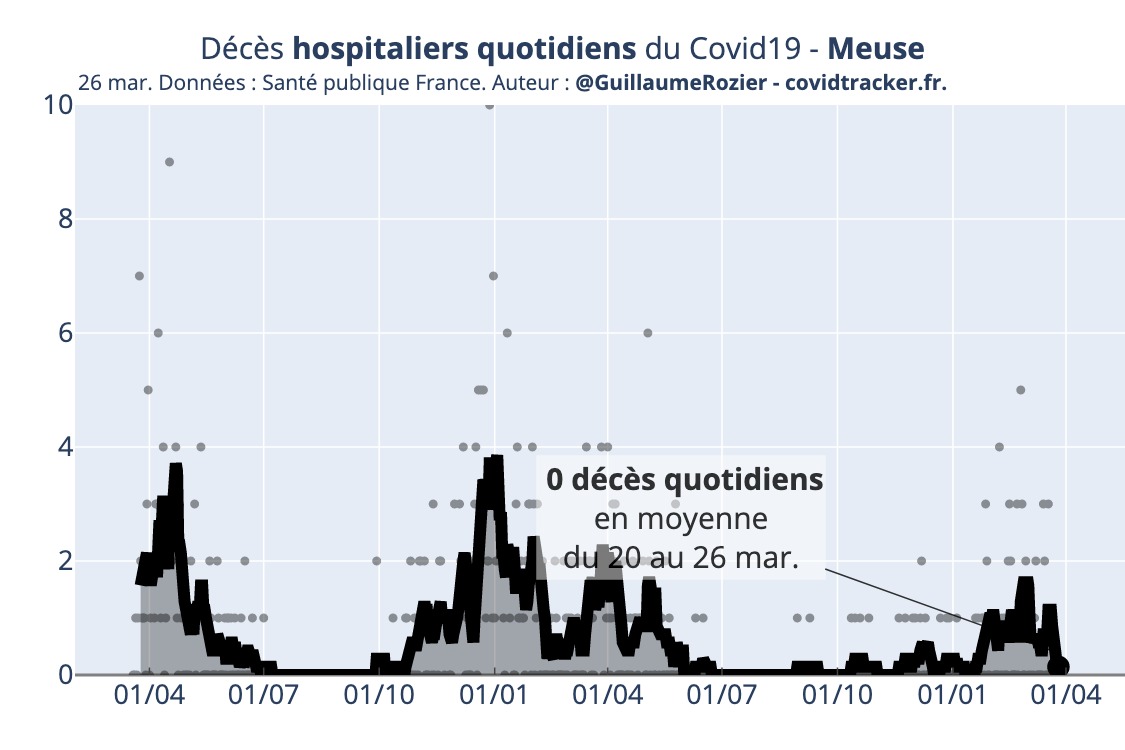 Décès hospitaliers quotidiens du Covid19 - Meuse
26 mar. Données : Santé publique France. Auteur : @GuillaumeRozier - covidtracker.fr.
10
8
6
4
2
0
0 décès quotidiens
en moyenne
du 20 au 26 mar.
01/04 01/07 01/10 01/01 01/04 01/07 01/10 01/01 01/04